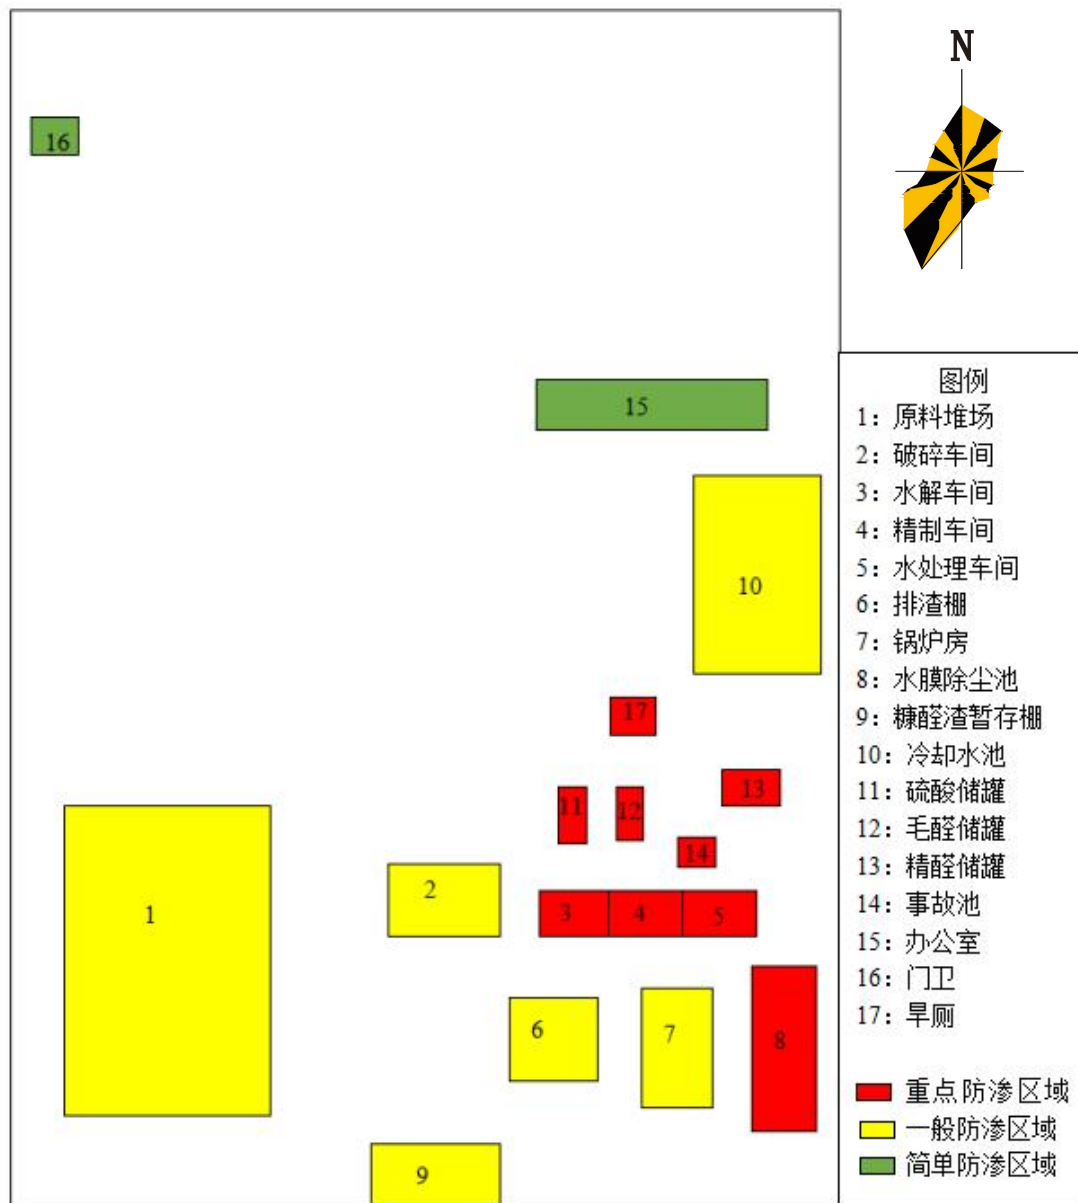 N
16
15
10
17
11
12
13
14
1
2
3
4
5
6
7
8
9
图例
1：原料堆场
2：破碎车间
3：水解车间
4：精制车间
5：水处理车间
6：排渣棚
7：锅炉房
8：水膜除尘池
9：糠醛渣暂存棚
10：冷却水池
11：硫酸储罐
12：毛醛储罐
13：精醛储罐
14：事故池
15：办公室
16：门卫
17：旱厕
重点防渗区域
一般防渗区域
简单防渗区域